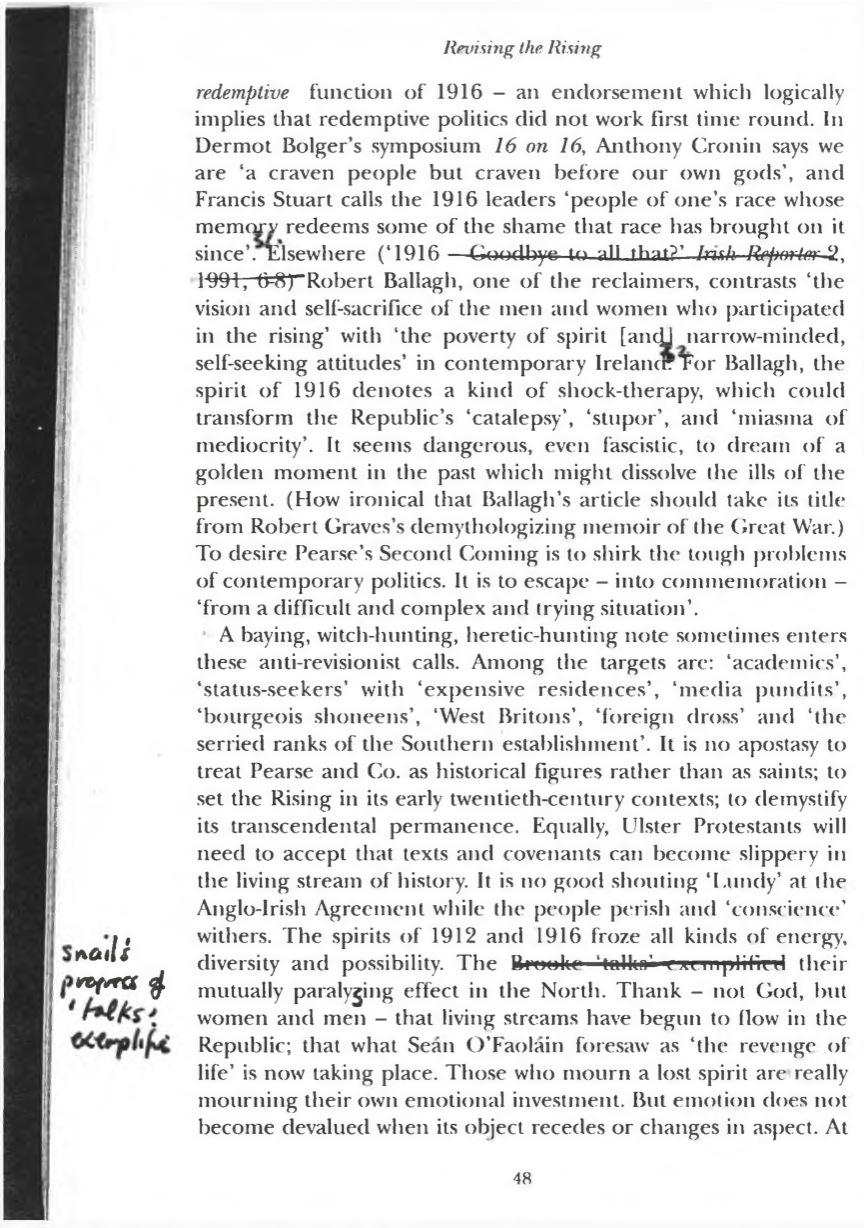 Revising the Rising
redemptive function of 1916 – an endorsement which logically
implies that redemptive politics did not work first time round. In
Dermot Bolger's symposium 16 on 16, Anthony Cronin says we
are 'a craven people but craven before our own gods', and
Francis Stuart calls the 1916 leaders 'people of one's race whose
memory redeems some of the shame that race has brought on it
since'. 31. Elsewhere ('1916 – Goodbye to all that?' Irish Reporter 2,
1991, 6-8) Robert Ballagh, one of the reclaimers, contrasts 'the
vision and self-sacrifice of the men and women who participated
in the rising' with 'the poverty of spirit [and] narrow-minded,
self-seeking attitudes' in contemporary Ireland. 32 For Ballagh, the
spirit of 1916 denotes a kind of shock-therapy, which could
transform the Republic's 'catalepsy', 'stupor', and 'miasma of
mediocrity'. It seems dangerous, even fascistic, to dream of a
golden moment in the past which might dissolve the ills of the
present. (How ironical that Ballagh's article should take its title
from Robert Graves's demythologizing memoir of the Great War.)
To desire Pearse's Second Coming is to shirk the tough problems
of contemporary politics. It is to escape – into commemoration –
'from a difficult and complex and trying situation'.
A baying, witch-hunting, heretic-hunting note sometimes enters
these anti-revisionist calls. Among the targets are: 'academics',
'status-seekers' with 'expensive residences', 'media pundits',
'bourgeois shoneens', 'West Britons', 'foreign dross' and 'the
serried ranks of the Southern establishment'. It is no apostasy to
treat Pearse and Co. as historical figures rather than as saints; to
set the Rising in its early twentieth-century contexts; to demystify
its transcendental permanence. Equally, Ulster Protestants will
need to accept that texts and covenants can become slippery in
the living stream of history. It is no good shouting 'Lundy' at the
Anglo-Irish Agreement while the people perish and 'conscience'
withers. The spirits of 1912 and 1916 froze all kinds of energy,
diversity and possibility. The Brooke 'talks' exemplified their
mutually paralyzing effect in the North. Thank – not God, but
women and men – that living streams have begun to flow in the
Republic; that what Seán O'Faoláin foresaw as 'the revenge of
life' is now taking place. Those who mourn a lost spirit are really
mourning their own emotional investment. But emotion does not
become devalued when its object recedes or changes in aspect. At
snail's
progress of
'talks'
exemplifies
48